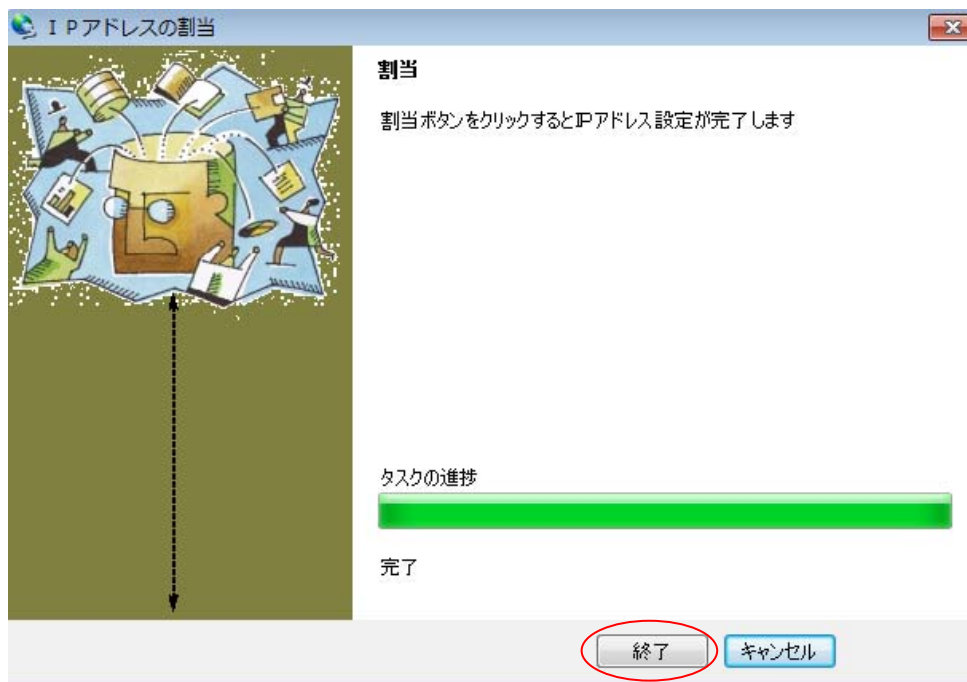 ＩＰアドレスの割当
割当
割当ボタンをクリックするとIPアドレス設定が完了します
タスクの進捗
完了
終了
キャンセル